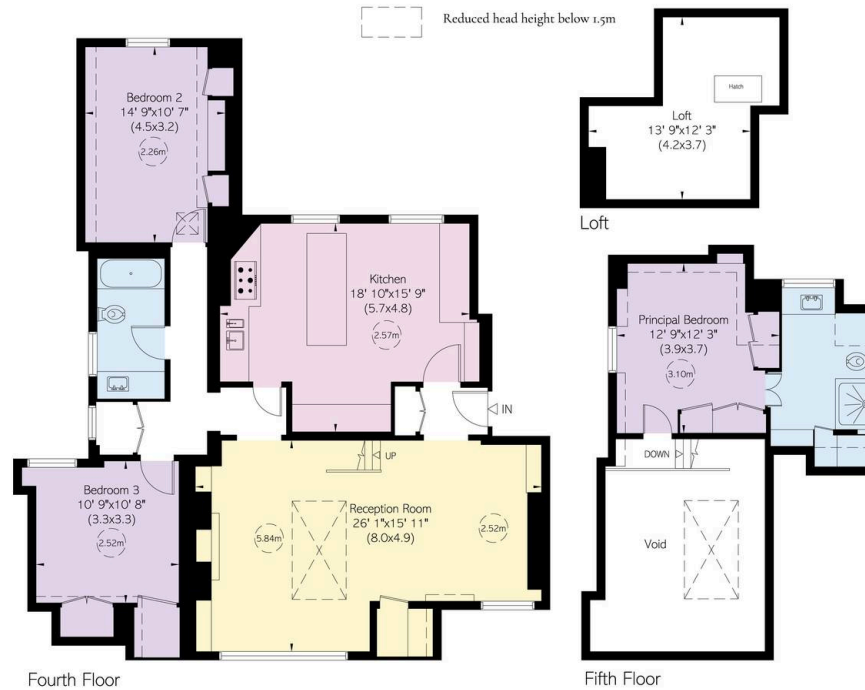 Reduced head height below 1.5m
Bedroom 2
14' 9"x10' 7"
(4.5x3.2)
2.26m
Hatch
Loft
13' 9"x12' 3"
(4.2x3.7)
Loft
Kitchen
18' 10"x15' 9"
(5.7x4.8)
2.57m
Principal Bedroom
12' 9"x12' 3"
(3.9x3.7)
3.10m
IN
UP
DOWN
Bedroom 3
10' 9"x10' 8"
(3.3x3.3)
2.52m
Reception Room
26' 1"x15' 11"
(8.0x4.9)
5.84m
2.52m
Void
Fourth Floor
Fifth Floor